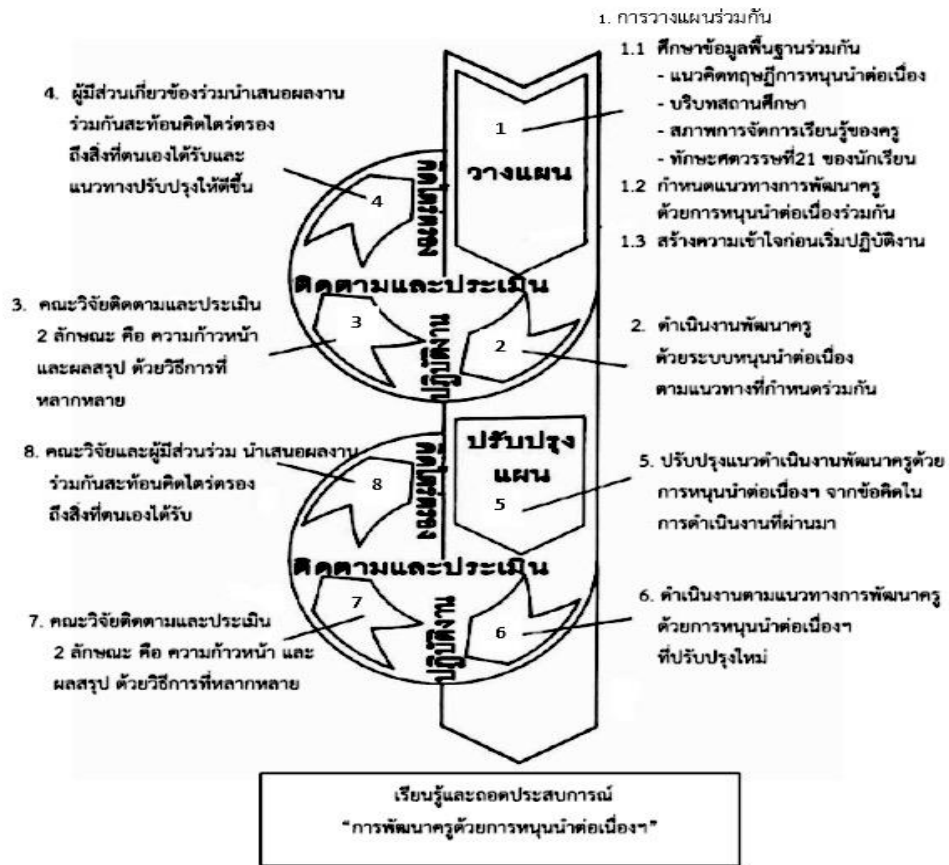 1. การวางแผนร่วมกัน
1.1 ศึกษาข้อมูลพื้นฐานร่วมกัน
- แนวคิดทฤษฎีการหนุนนำต่อเนื่อง
- บริบทสถานศึกษา
- สภาพการจัดการเรียนรู้ของครู
- ทักษะศตวรรษที่21 ของนักเรียน
1.2 กำหนดแนวทางการพัฒนาครู
ด้วยการหนุนนำต่อเนื่องร่วมกัน
1.3 สร้างความเข้าใจก่อนเริ่มปฏิบัติงาน
1
วางแผน
4. ผู้มีส่วนเกี่ยวข้องร่วมนำเสนอผลงาน
ร่วมกันสะท้อนคิดไตร่ตรอง
ถึงสิ่งที่ตนเองได้รับและ
แนวทางปรับปรุงให้ดีขึ้น
4
คิดไตร่ตรอง
ติดตามและประเมิน
3. คณะวิจัยติดตามและประเมิน
2 ลักษณะ คือ ความก้าวหน้า
และผลสรุป ด้วยวิธีการที่
หลากหลาย
3
ปฏิบัติงาน
2
2. ดำเนินงานพัฒนาครู
ด้วยระบบหนุนนำต่อเนื่อง
ตามแนวทางที่กำหนดร่วมกัน
8. คณะวิจัยและผู้มีส่วนร่วม นำเสนอผลงาน
ร่วมกันสะท้อนคิดไตร่ตรอง
ถึงสิ่งที่ตนเองได้รับ
8
คิดไตร่ตรอง
ปรับปรุง
แผน
5
5. ปรับปรุงแนวดำเนินงานพัฒนาครูด้วย
การหนุนนำต่อเนื่องฯ จากข้อคิดใน
การดำเนินงานที่ผ่านมา
ติดตามและประเมิน
7. คณะวิจัยติดตามและประเมิน
2 ลักษณะ คือ ความก้าวหน้า และ
ผลสรุป ด้วยวิธีการที่หลากหลาย
7
ปฏิบัติงาน
6
6. ดำเนินงานตามแนวทางการพัฒนาครู
ด้วยการหนุนนำต่อเนื่องฯ
ที่ปรับปรุงใหม่
เรียนรู้และถอดประสบการณ์
“การพัฒนาครูด้วยการหนุนนำต่อเนื่องฯ”